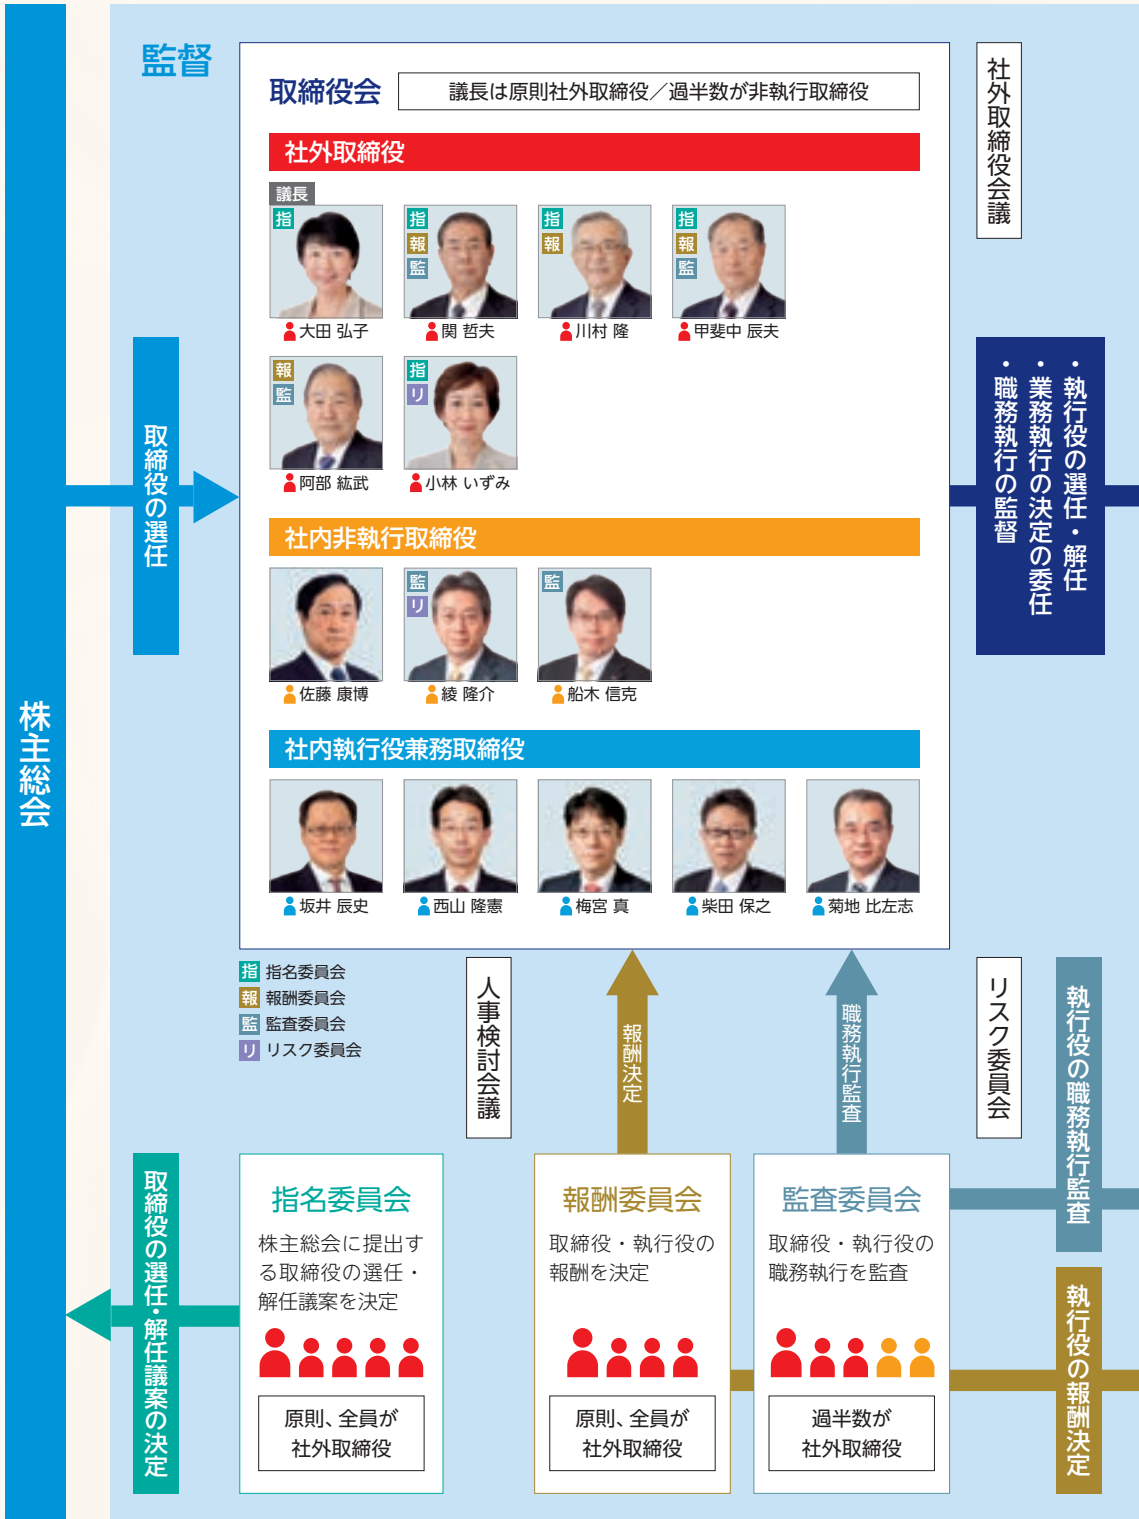 監督
取締役会
議長は原則社外取締役／過半数が非執行取締役
社外取締役
議長
指
指
報
監
指
報
指
報
監
大田 弘子
関 哲夫
川村 隆
甲斐中 辰夫
報
監
指
リ
阿部 紘武
小林 いずみ
社内非執行取締役
監
リ
監
佐藤 康博
綾 隆介
船木 信克
社内執行役兼務取締役
坂井 辰史
西山 隆憲
梅宮 真
柴田 保之
菊地 比左志
社外取締役会議
株主総会
取締役の選任
・執行役の選任・解任
・業務執行の決定の委任
・職務執行の監督
指 指名委員会
報 報酬委員会
監 監査委員会
リ リスク委員会
人事検討会議
報酬決定
職務執行監査
リスク委員会
執行役の職務執行監査
取締役の選任・解任議案の決定
指名委員会
株主総会に提出す
る取締役の選任・
解任議案を決定
原則、全員が
社外取締役
報酬委員会
取締役・執行役の
報酬を決定
原則、全員が
社外取締役
監査委員会
取締役・執行役の
職務執行を監査
過半数が
社外取締役
執行役の報酬決定